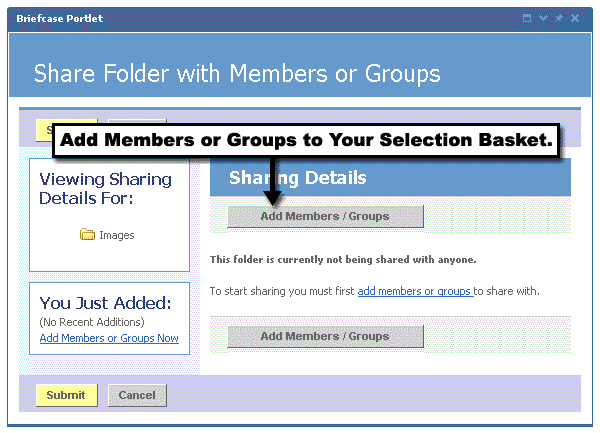 Briefcase Portlet
Share Folder with Members or Groups
Add Members or Groups to Your Selection Basket.
Viewing Sharing
Details For:
Images
You Just Added:
(No Recent Additions)
Add Members or Groups Now
Sharing Details
Add Members / Groups
This folder is currently not being shared with anyone.
To start sharing you must first add members or groups to share with.
Add Members / Groups
Submit Cancel